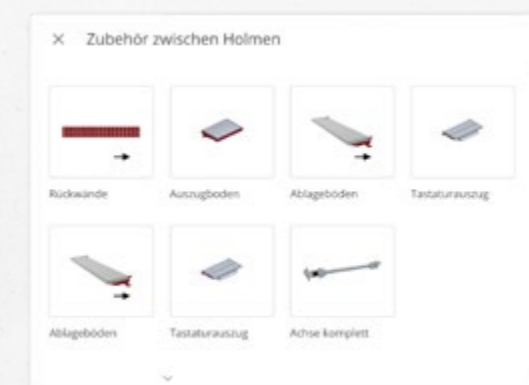 × Zubehör zwischen Holmen
Rückwände Auszugboden Ablageböden Tastaturauszug
Ablageböden Tastaturauszug Achse komplett